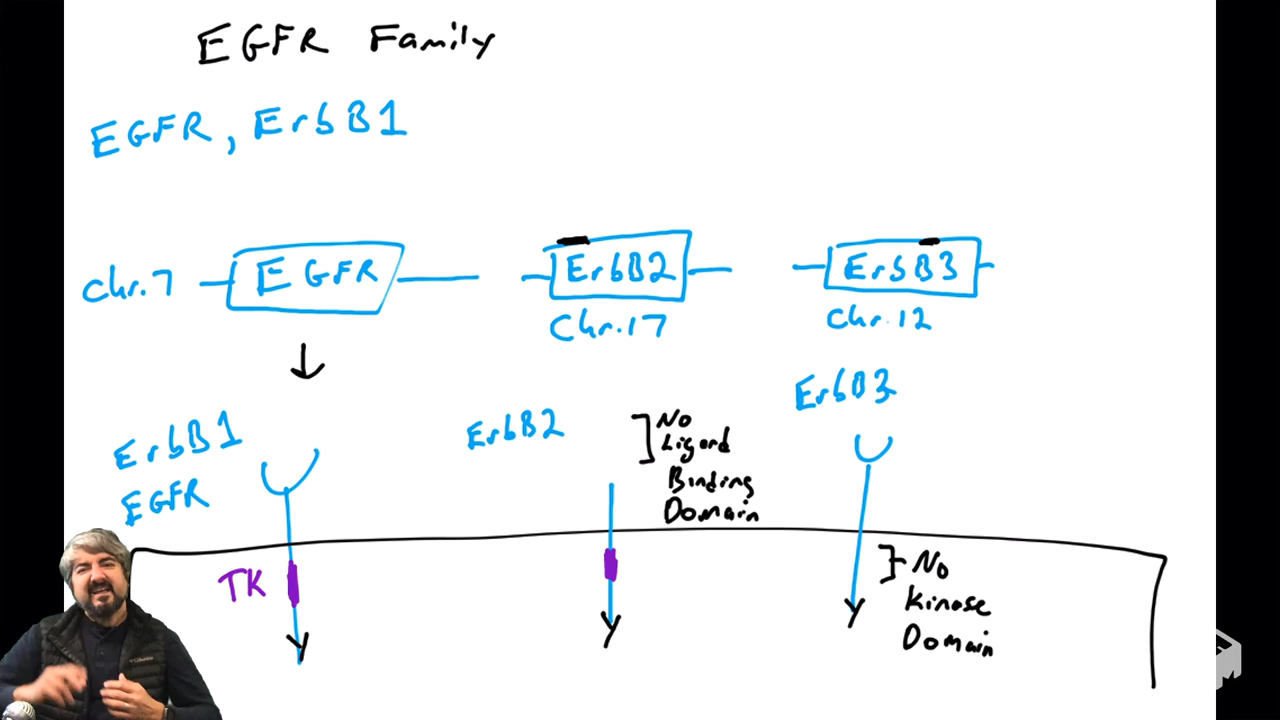 EGFR Family
EGFR, ErbB1
Chr.7
EGFR
ErbB2
Chr.17
ErbB3
Chr.12
ErbB1
EGFR
ErbB2
No
Ligand
Binding
Domain
ErbB3
TK
Y
Y
Y
No
Kinase
Domain
Columbia
M